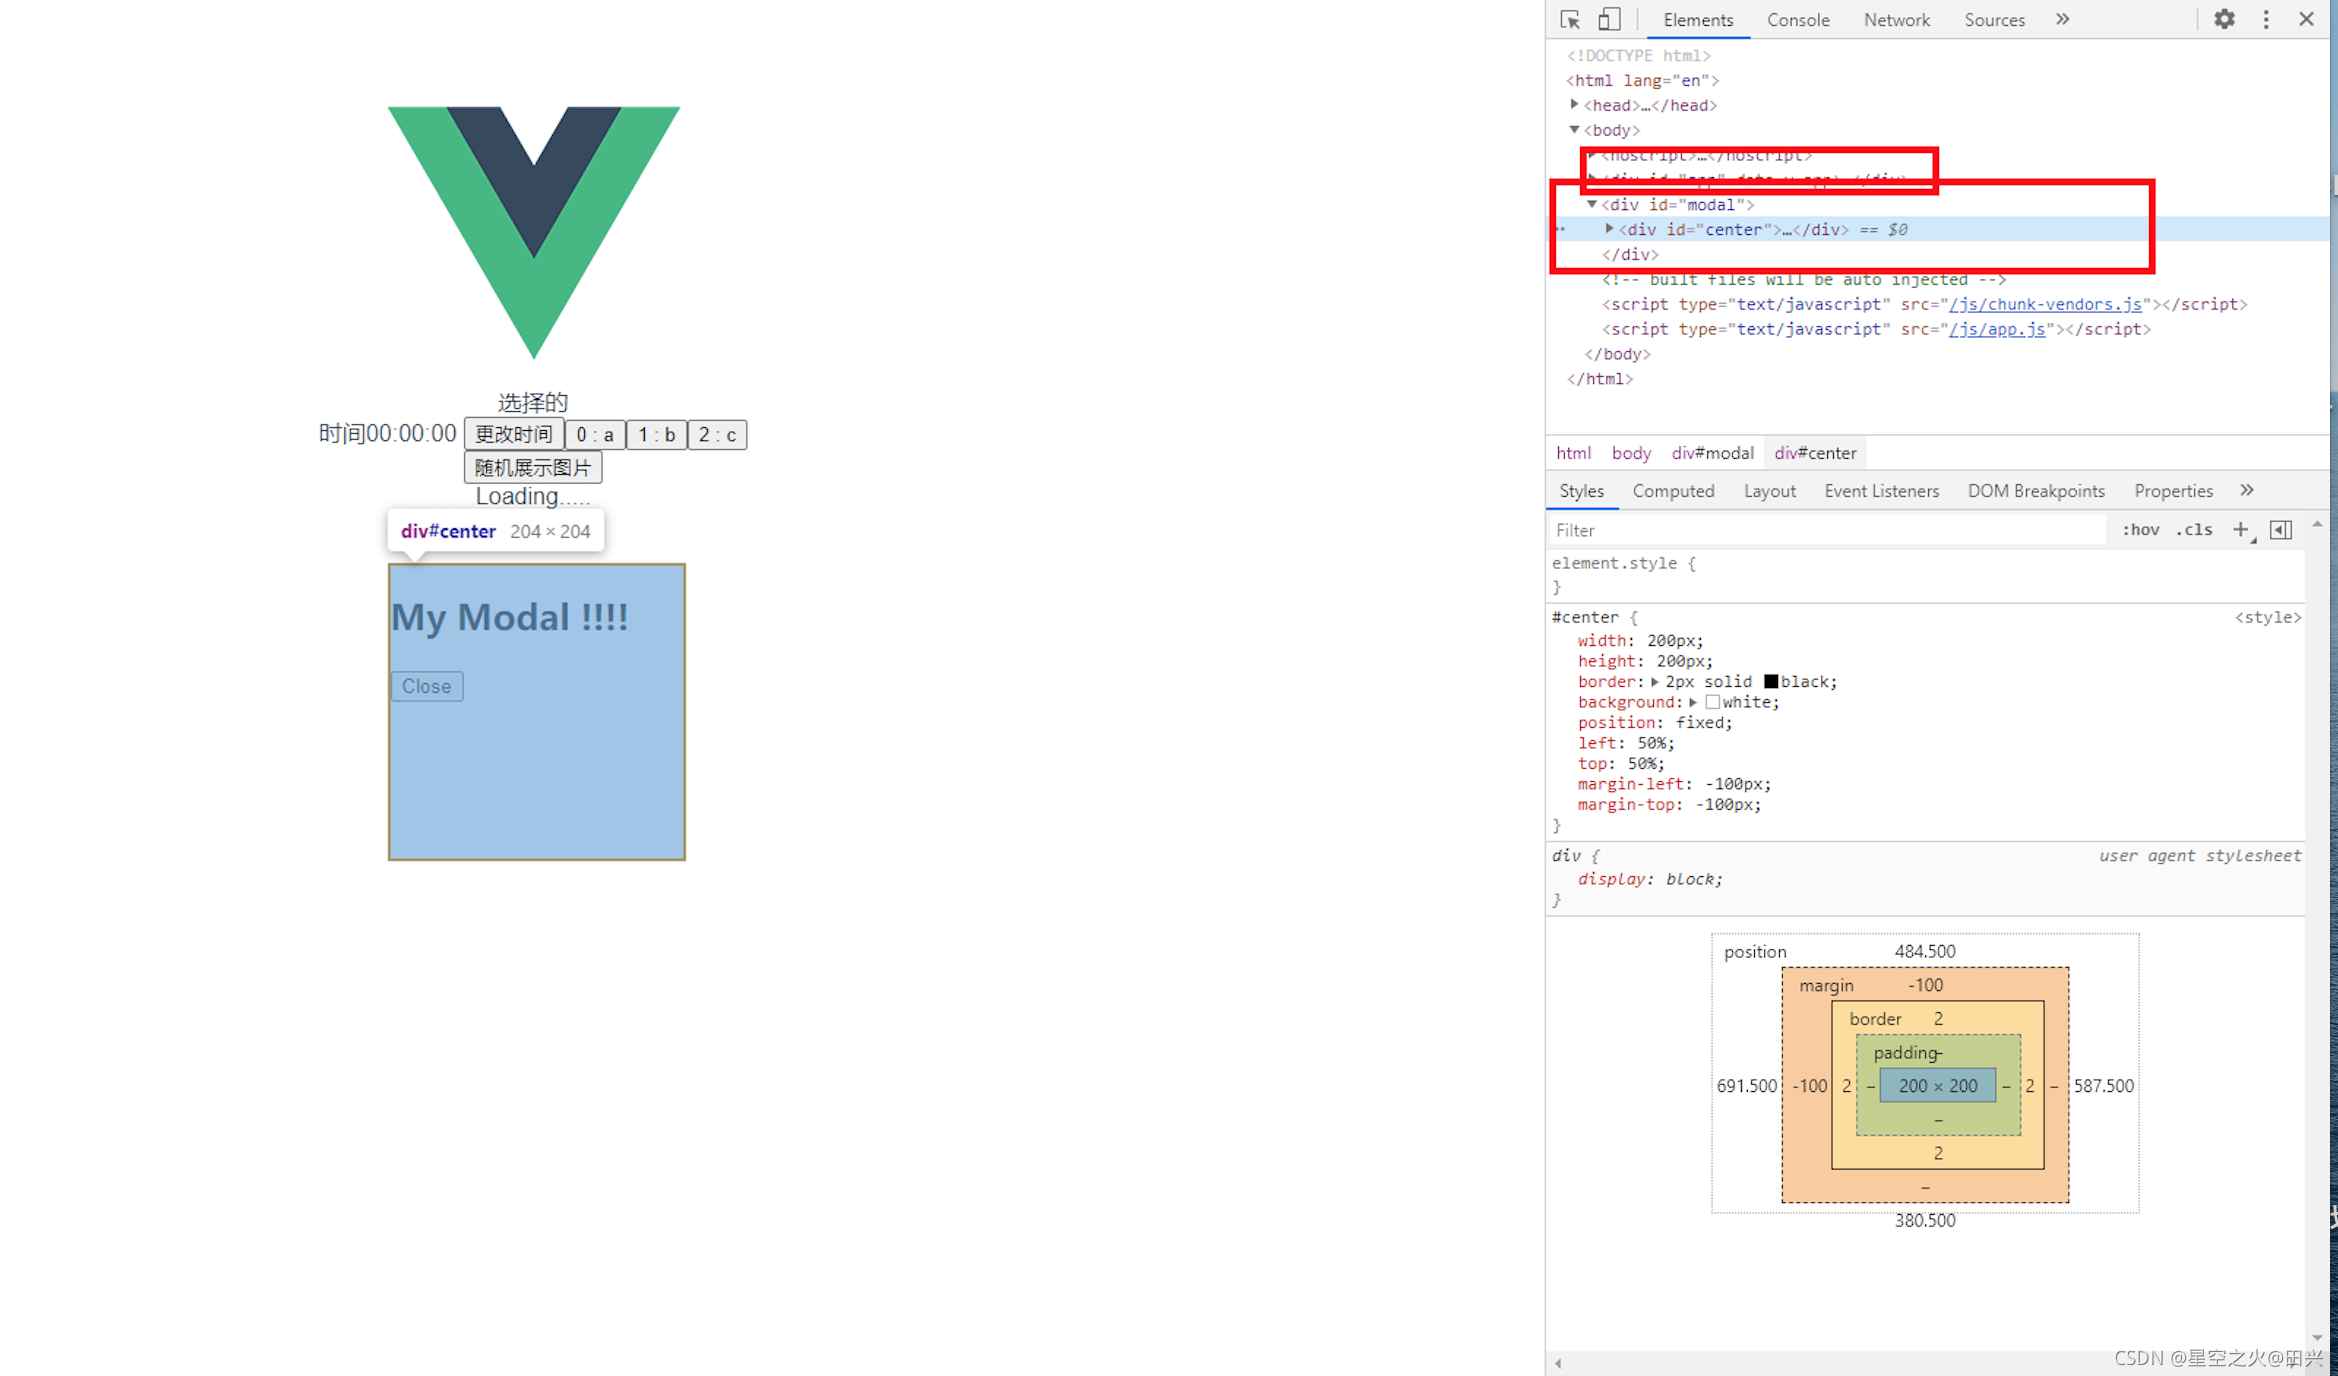 选择的
时间00:00:00 更改时间 0 : a 1 : b 2 : c
随机展示图片
Loading.....
div#center 204 × 204
My Modal !!!!
Close
Elements Console Network Sources »
<!DOCTYPE html>
<html lang="en">
<head>…</head>
<body>
<noscript>…</noscript>
<div id="app" data-v-app>…</div>
<div id="modal">
<div id="center">…</div> == $0
</div>
<!-- built files will be auto injected -->
<script type="text/javascript" src="/js/chunk-vendors.js"></script>
<script type="text/javascript" src="/js/app.js"></script>
</body>
</html>
html body div#modal div#center
Styles Computed Layout Event Listeners DOM Breakpoints Properties »
Filter :hov .cls +
element.style {
}
#center { <style>
width: 200px;
height: 200px;
border: 2px solid black;
background: white;
position: fixed;
left: 50%;
top: 50%;
margin-left: -100px;
margin-top: -100px;
}
div { user agent stylesheet
display: block;
}
position 484.500
margin -100
border 2
padding -
691.500 -100 2 – 200 × 200 – 2 – 587.500
–
2
–
380.500
CSDN @星空之火@田兴